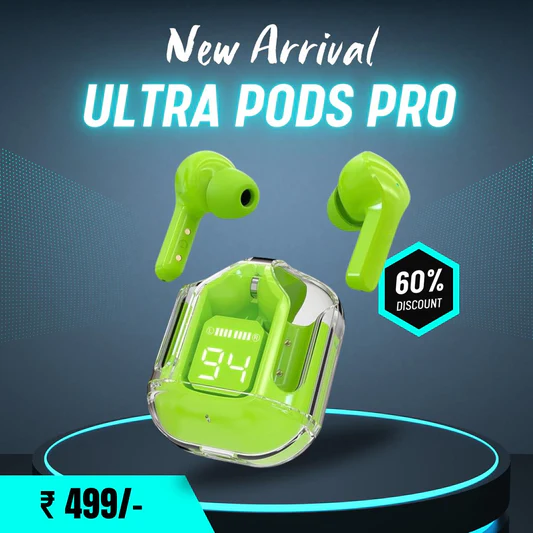 New Arrival
ULTRA PODS PRO
60%
DISCOUNT
94
₹ 499/-